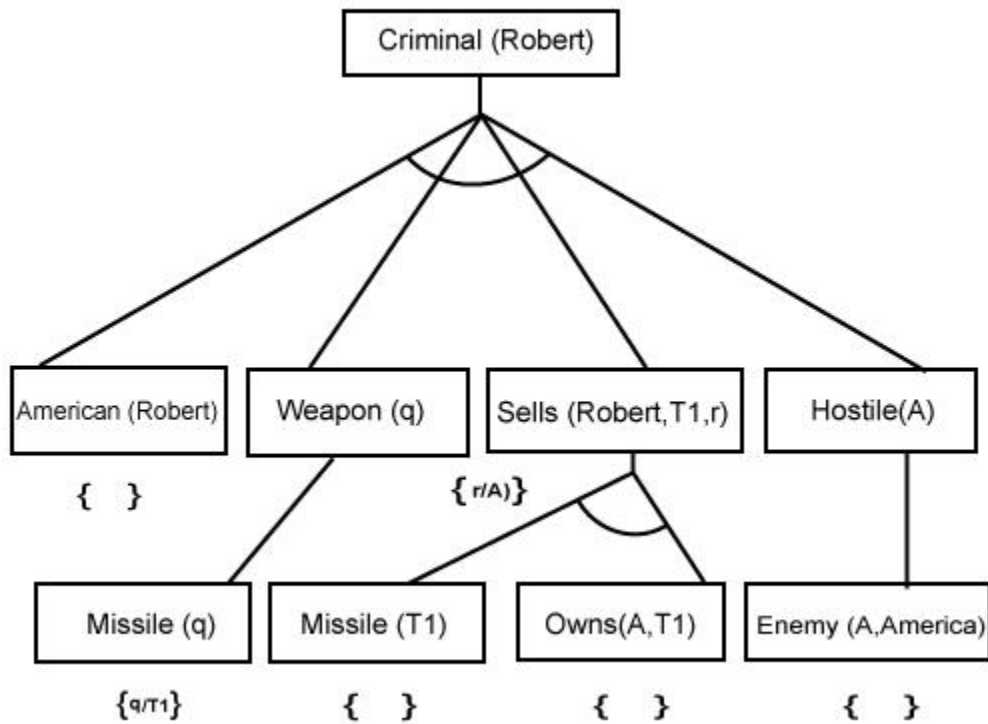 Criminal (Robert)
American (Robert)
Weapon (q)
Sells (Robert,T1,r)
Hostile(A)
{ }
{ r/A)}
Missile (q)
Missile (T1)
Owns(A,T1)
Enemy (A,America)
{q/T1}
{ }
{ }
{ }